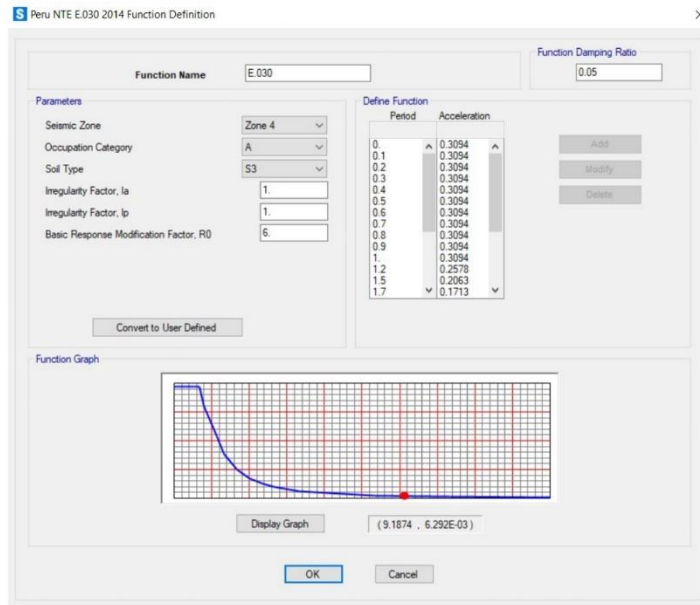 S Peru NTE E.030 2014 Function Definition
Function Damping Ratio
Function Name E.030 0.05
Parameters
Seismic Zone Zone 4
Occupation Category A
Soil Type S3
Irregularity Factor, Ia 1.
Irregularity Factor, Ip 1.
Basic Response Modification Factor, R0 6.
Convert to User Defined
Define Function
Period Acceleration
0. 0.3094
0.1 0.3094
0.2 0.3094
0.3 0.3094
0.4 0.3094
0.5 0.3094
0.6 0.3094
0.7 0.3094
0.8 0.3094
0.9 0.3094
1. 0.3094
1.2 0.2578
1.5 0.2063
1.7 0.1713
Add
Modify
Delete
Function Graph
Display Graph (9.1874 , 6.292E-03)
OK Cancel